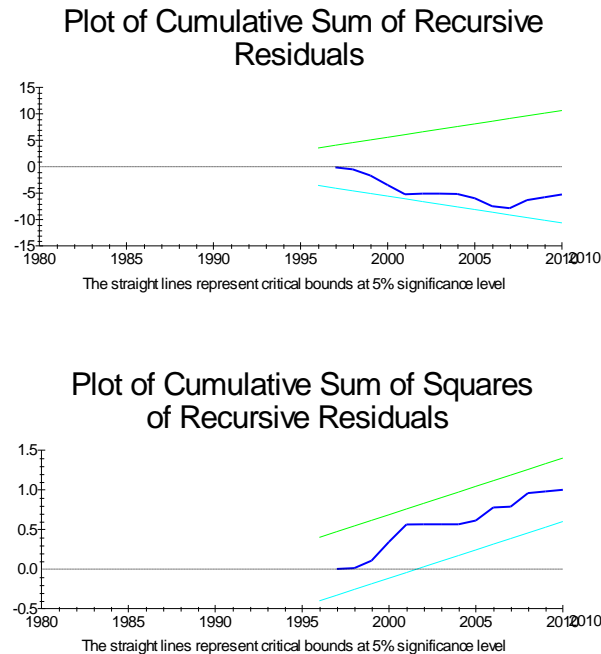 Plot of Cumulative Sum of Recursive
Residuals
15
10
5
0
-5
-10
-15
1980 1985 1990 1995 2000 2005 2010 2010
The straight lines represent critical bounds at 5% significance level
Plot of Cumulative Sum of Squares
of Recursive Residuals
1.5
1.0
0.5
0.0
-0.5
1980 1985 1990 1995 2000 2005 2010 2010
The straight lines represent critical bounds at 5% significance level